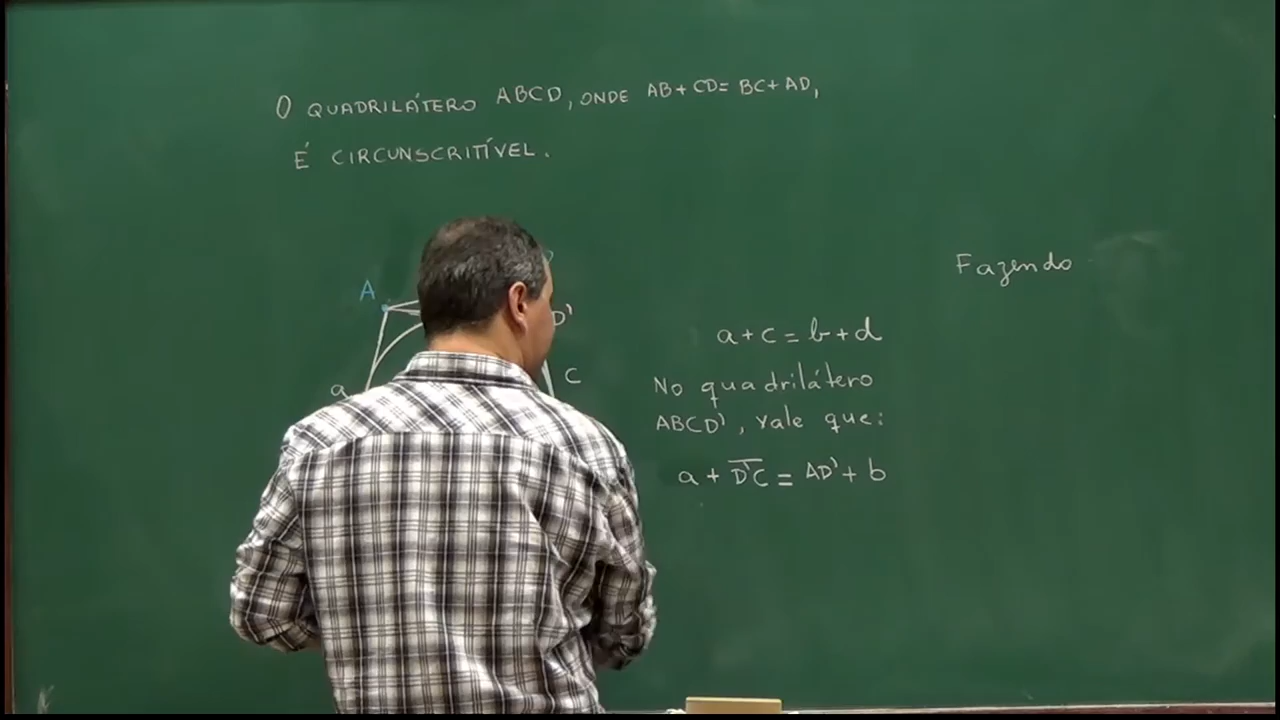 O QUADRILÁTERO ABCD, ONDE AB+CD=BC+AD,
É CIRCUNSCRITÍVEL.
Fazendo
A
D'
a
C
a+c=b+d
No quadrilátero
ABCD', vale que:
a + D'C = AD' + b